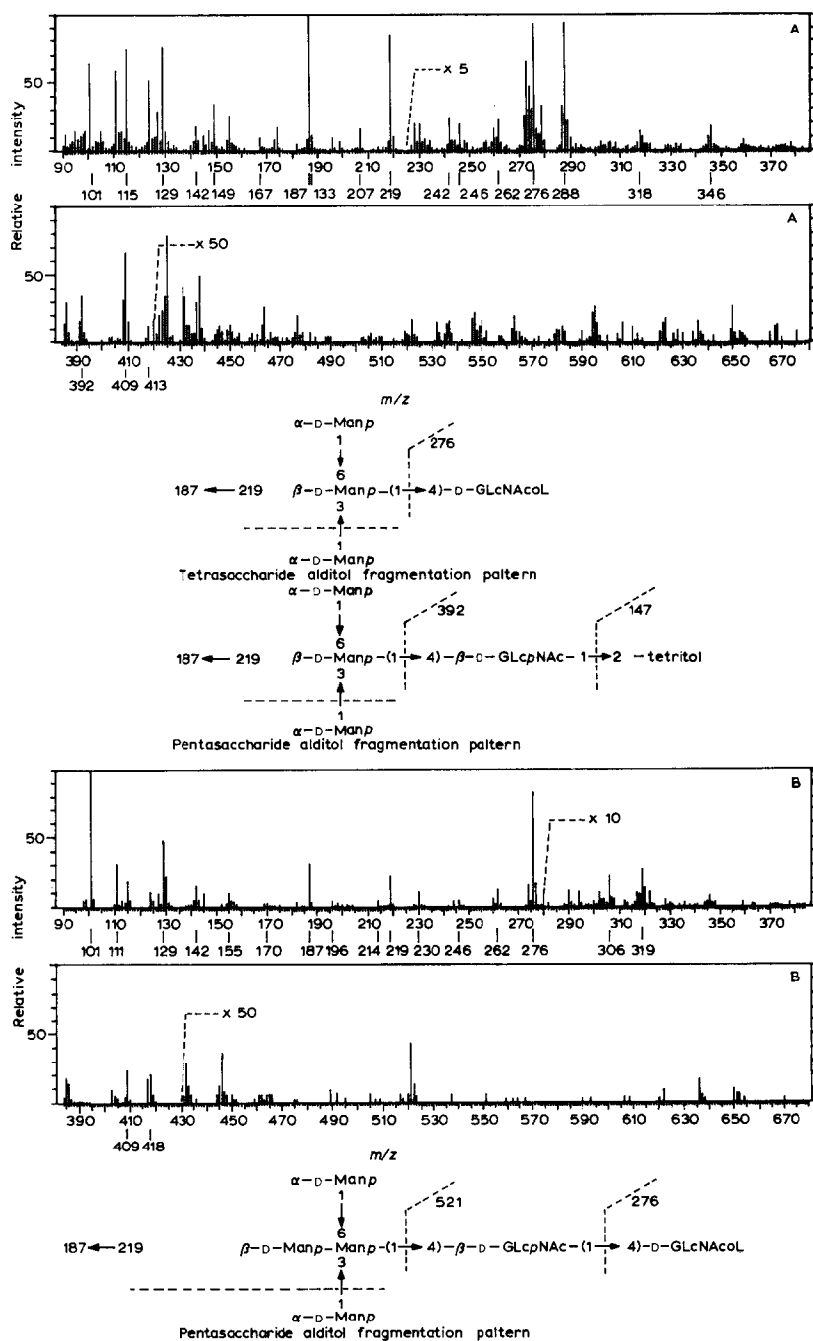 A
x 5
50
intensity
90 110 130 150 170 190 210 230 250 270 290 310 330 350 370
101 115 129 142 149 167 187 133 207 219 242 246 262 276 288 318 346
Relative
A
x 50
50
390 410 430 450 470 490 510 530 550 570 590 610 630 650 670
392 409 413
m/z
α-D-Manp
1
276
6
187 ← 219 β-D-Manp-(1→4)-D-GLcNAcoL
3
1
α-D-Manp
Tetrasaccharide alditol fragmentation paltern
α-D-Manp
1
392 147
6
187 ← 219 β-D-Manp-(1→4)-β-D-GLcpNAc-1→2-tetritol
3
1
α-D-Manp
Pentasaccharide alditol fragmentation paltern
B
x 10
50
intensity
90 110 130 150 170 190 210 230 250 270 290 310 330 350 370
101 111 129 142 155 170 187 196 214 219 230 246 262 276 306 319
Relative
B
x 50
50
390 410 430 450 470 490 510 530 550 570 590 610 630 650 670
409 418
m/z
α-D-Manp
1
521 276
6
187←219 β-D-Manp-Manp-(1→4)-β-D-GLcpNAc-(1→4)-D-GLcNAcoL
3
1
α-D-Manp
Pentasaccharide alditol fragmentation pattern